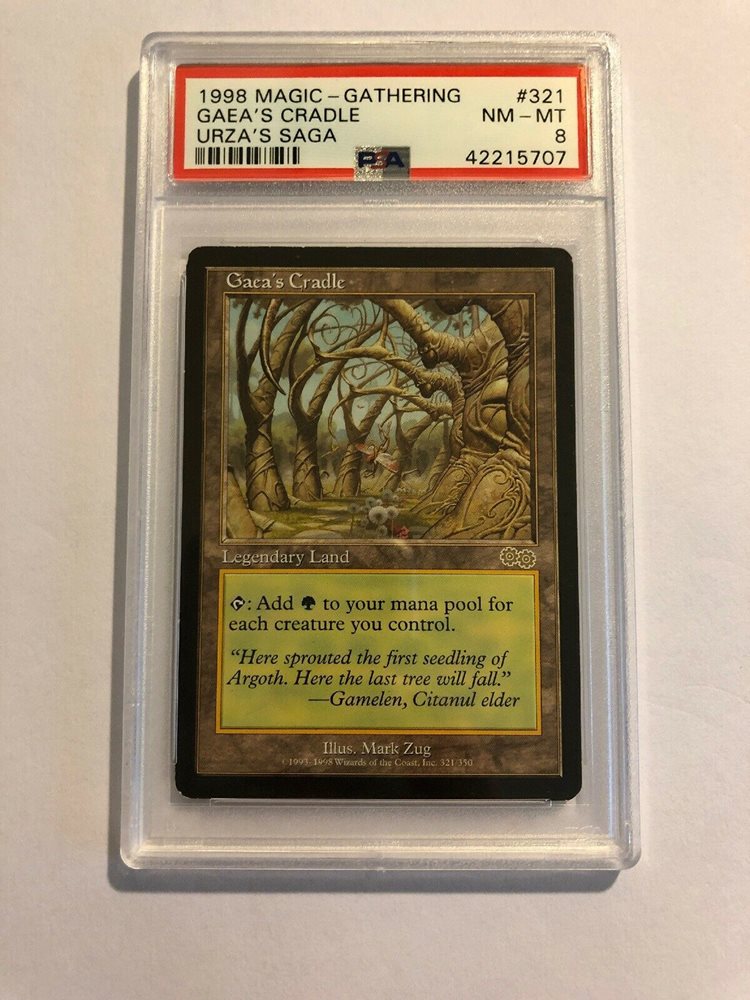 1998 MAGIC - GATHERING #321
GAEA'S CRADLE NM - MT
URZA'S SAGA 8
PSA 42215707
Gaea's Cradle
Legendary Land
: Add to your mana pool for
each creature you control.
"Here sprouted the first seedling of
Argoth. Here the last tree will fall."
—Gamelen, Citanul elder
Illus. Mark Zug
©1993-1998 Wizards of the Coast, Inc. 321/350